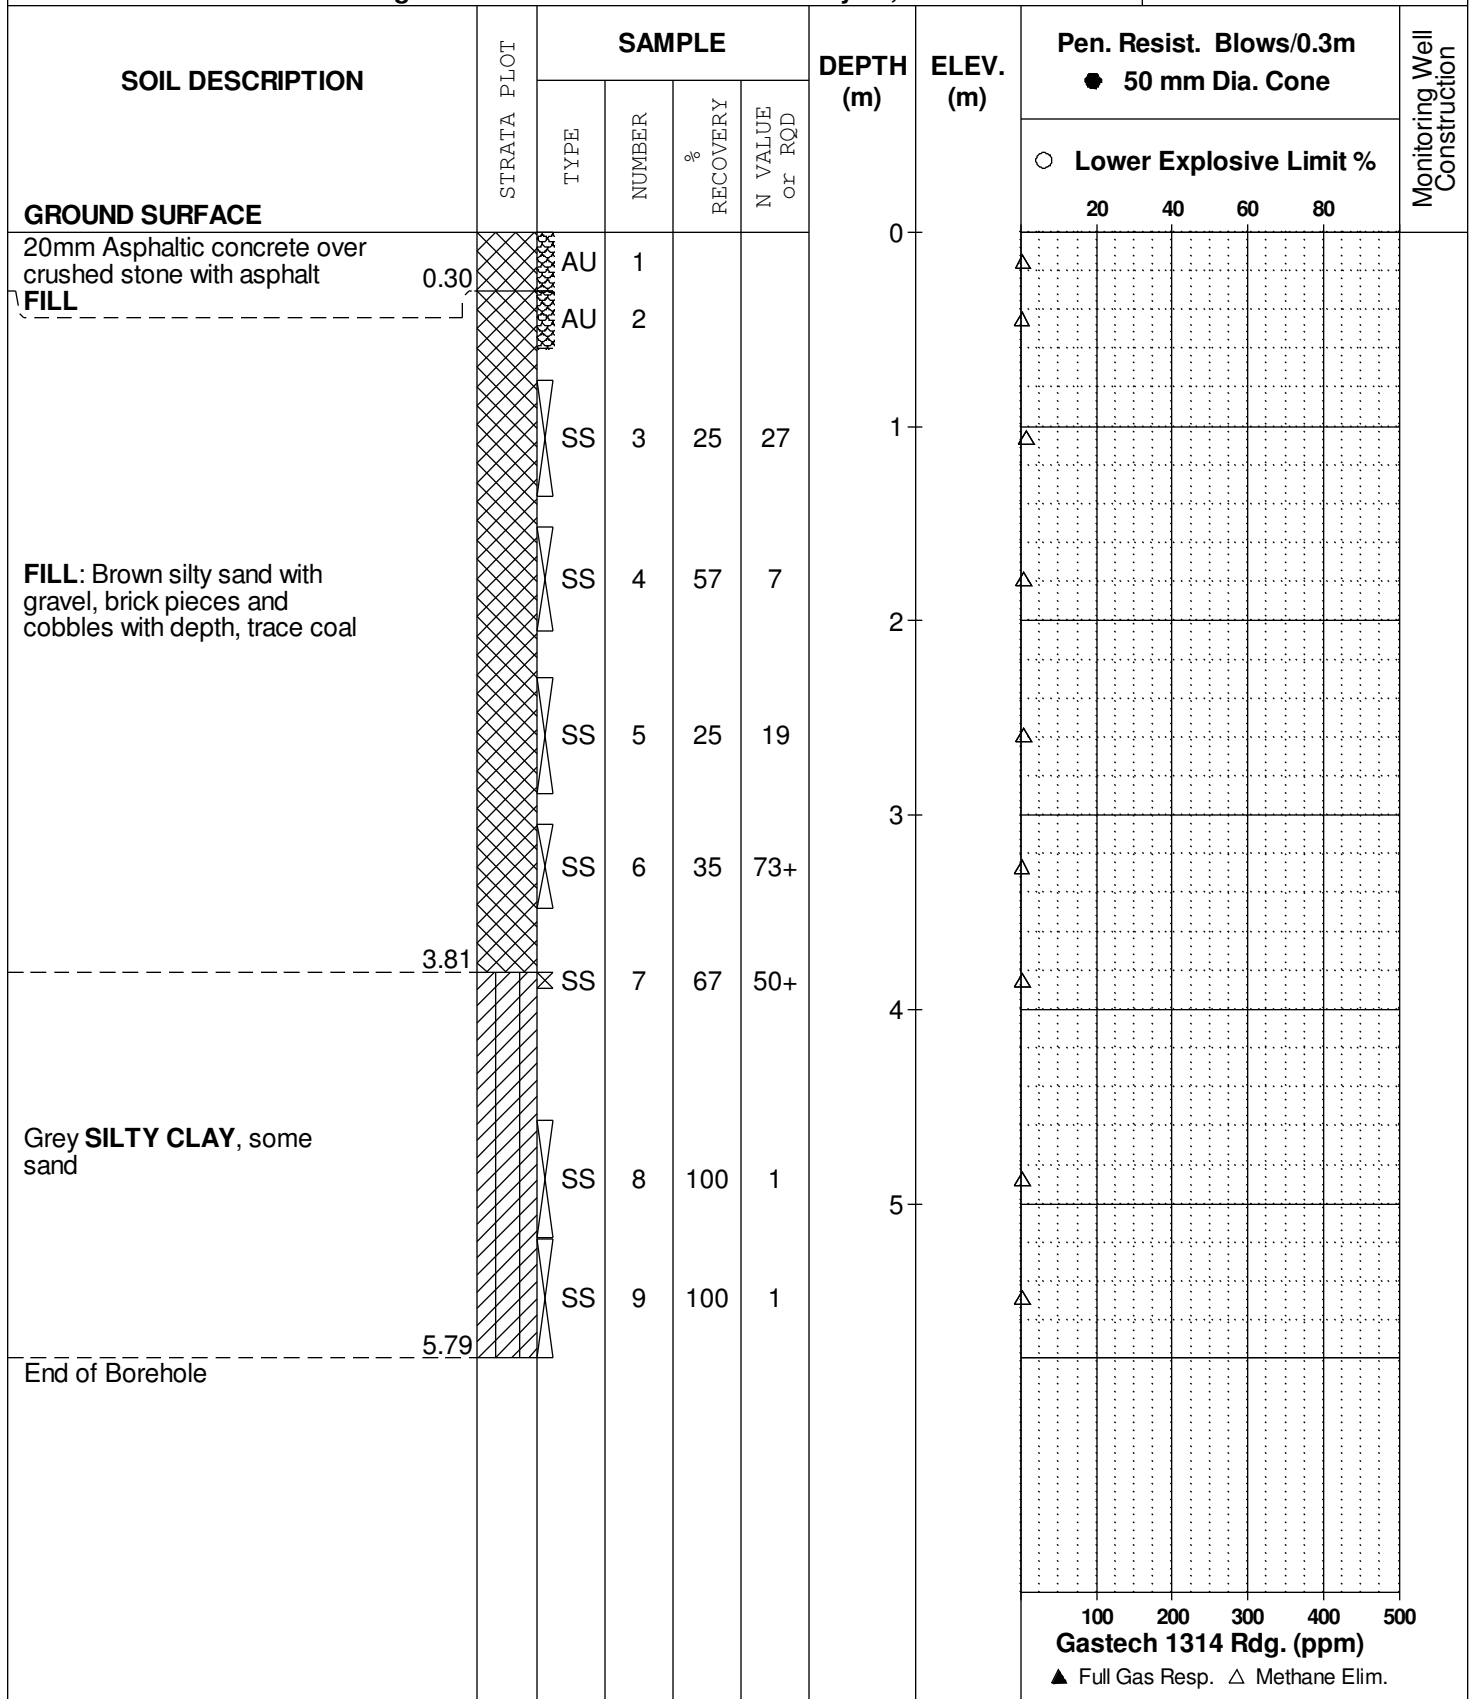 SOIL DESCRIPTION
GROUND SURFACE
STRATA PLOT
SAMPLE
TYPE
NUMBER
%
RECOVERY
N VALUE
or RQD
DEPTH
(m)
ELEV.
(m)
Pen. Resist. Blows/0.3m
● 50 mm Dia. Cone
○ Lower Explosive Limit %
20 40 60 80
Monitoring Well
Construction
0
20mm Asphaltic concrete over
crushed stone with asphalt 0.30
FILL
AU 1
AU 2
SS 3 25 27
1
FILL: Brown silty sand with
gravel, brick pieces and
cobbles with depth, trace coal
SS 4 57 7
2
SS 5 25 19
3
SS 6 35 73+
3.81
SS 7 67 50+
4
Grey SILTY CLAY, some
sand
SS 8 100 1
5
SS 9 100 1
5.79
End of Borehole
100 200 300 400 500
Gastech 1314 Rdg. (ppm)
▲ Full Gas Resp. △ Methane Elim.